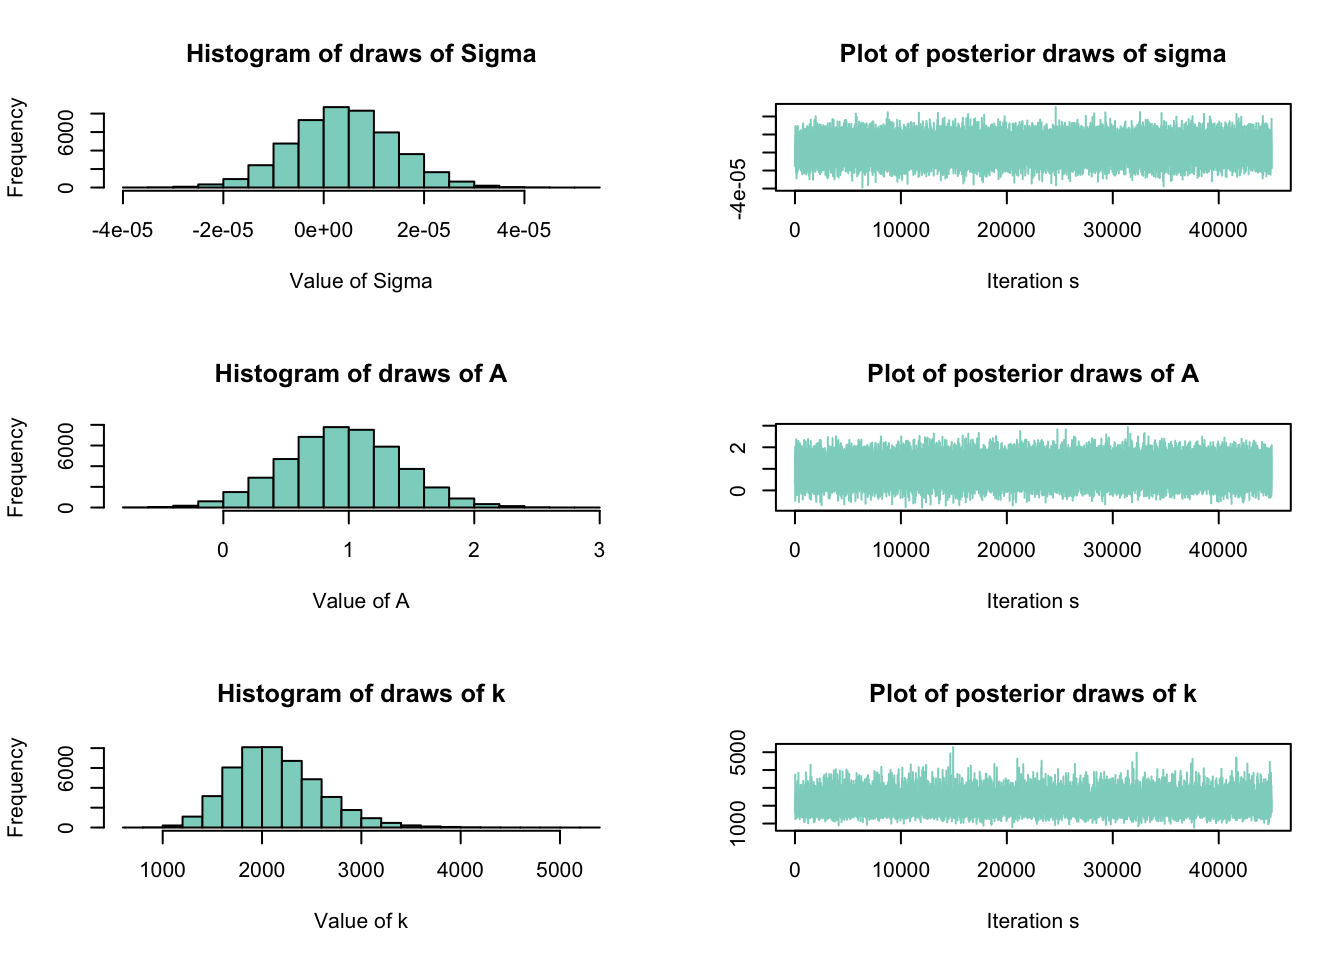 Histogram of draws of Sigma
Frequency
6000
0
-4e-05 -2e-05 0e+00 2e-05 4e-05
Value of Sigma
Plot of posterior draws of sigma
-4e-05
0 10000 20000 30000 40000
Iteration s
Histogram of draws of A
Frequency
6000
0
0 1 2 3
Value of A
Plot of posterior draws of A
2
0
0 10000 20000 30000 40000
Iteration s
Histogram of draws of k
Frequency
6000
0
1000 2000 3000 4000 5000
Value of k
Plot of posterior draws of k
5000
1000
0 10000 20000 30000 40000
Iteration s